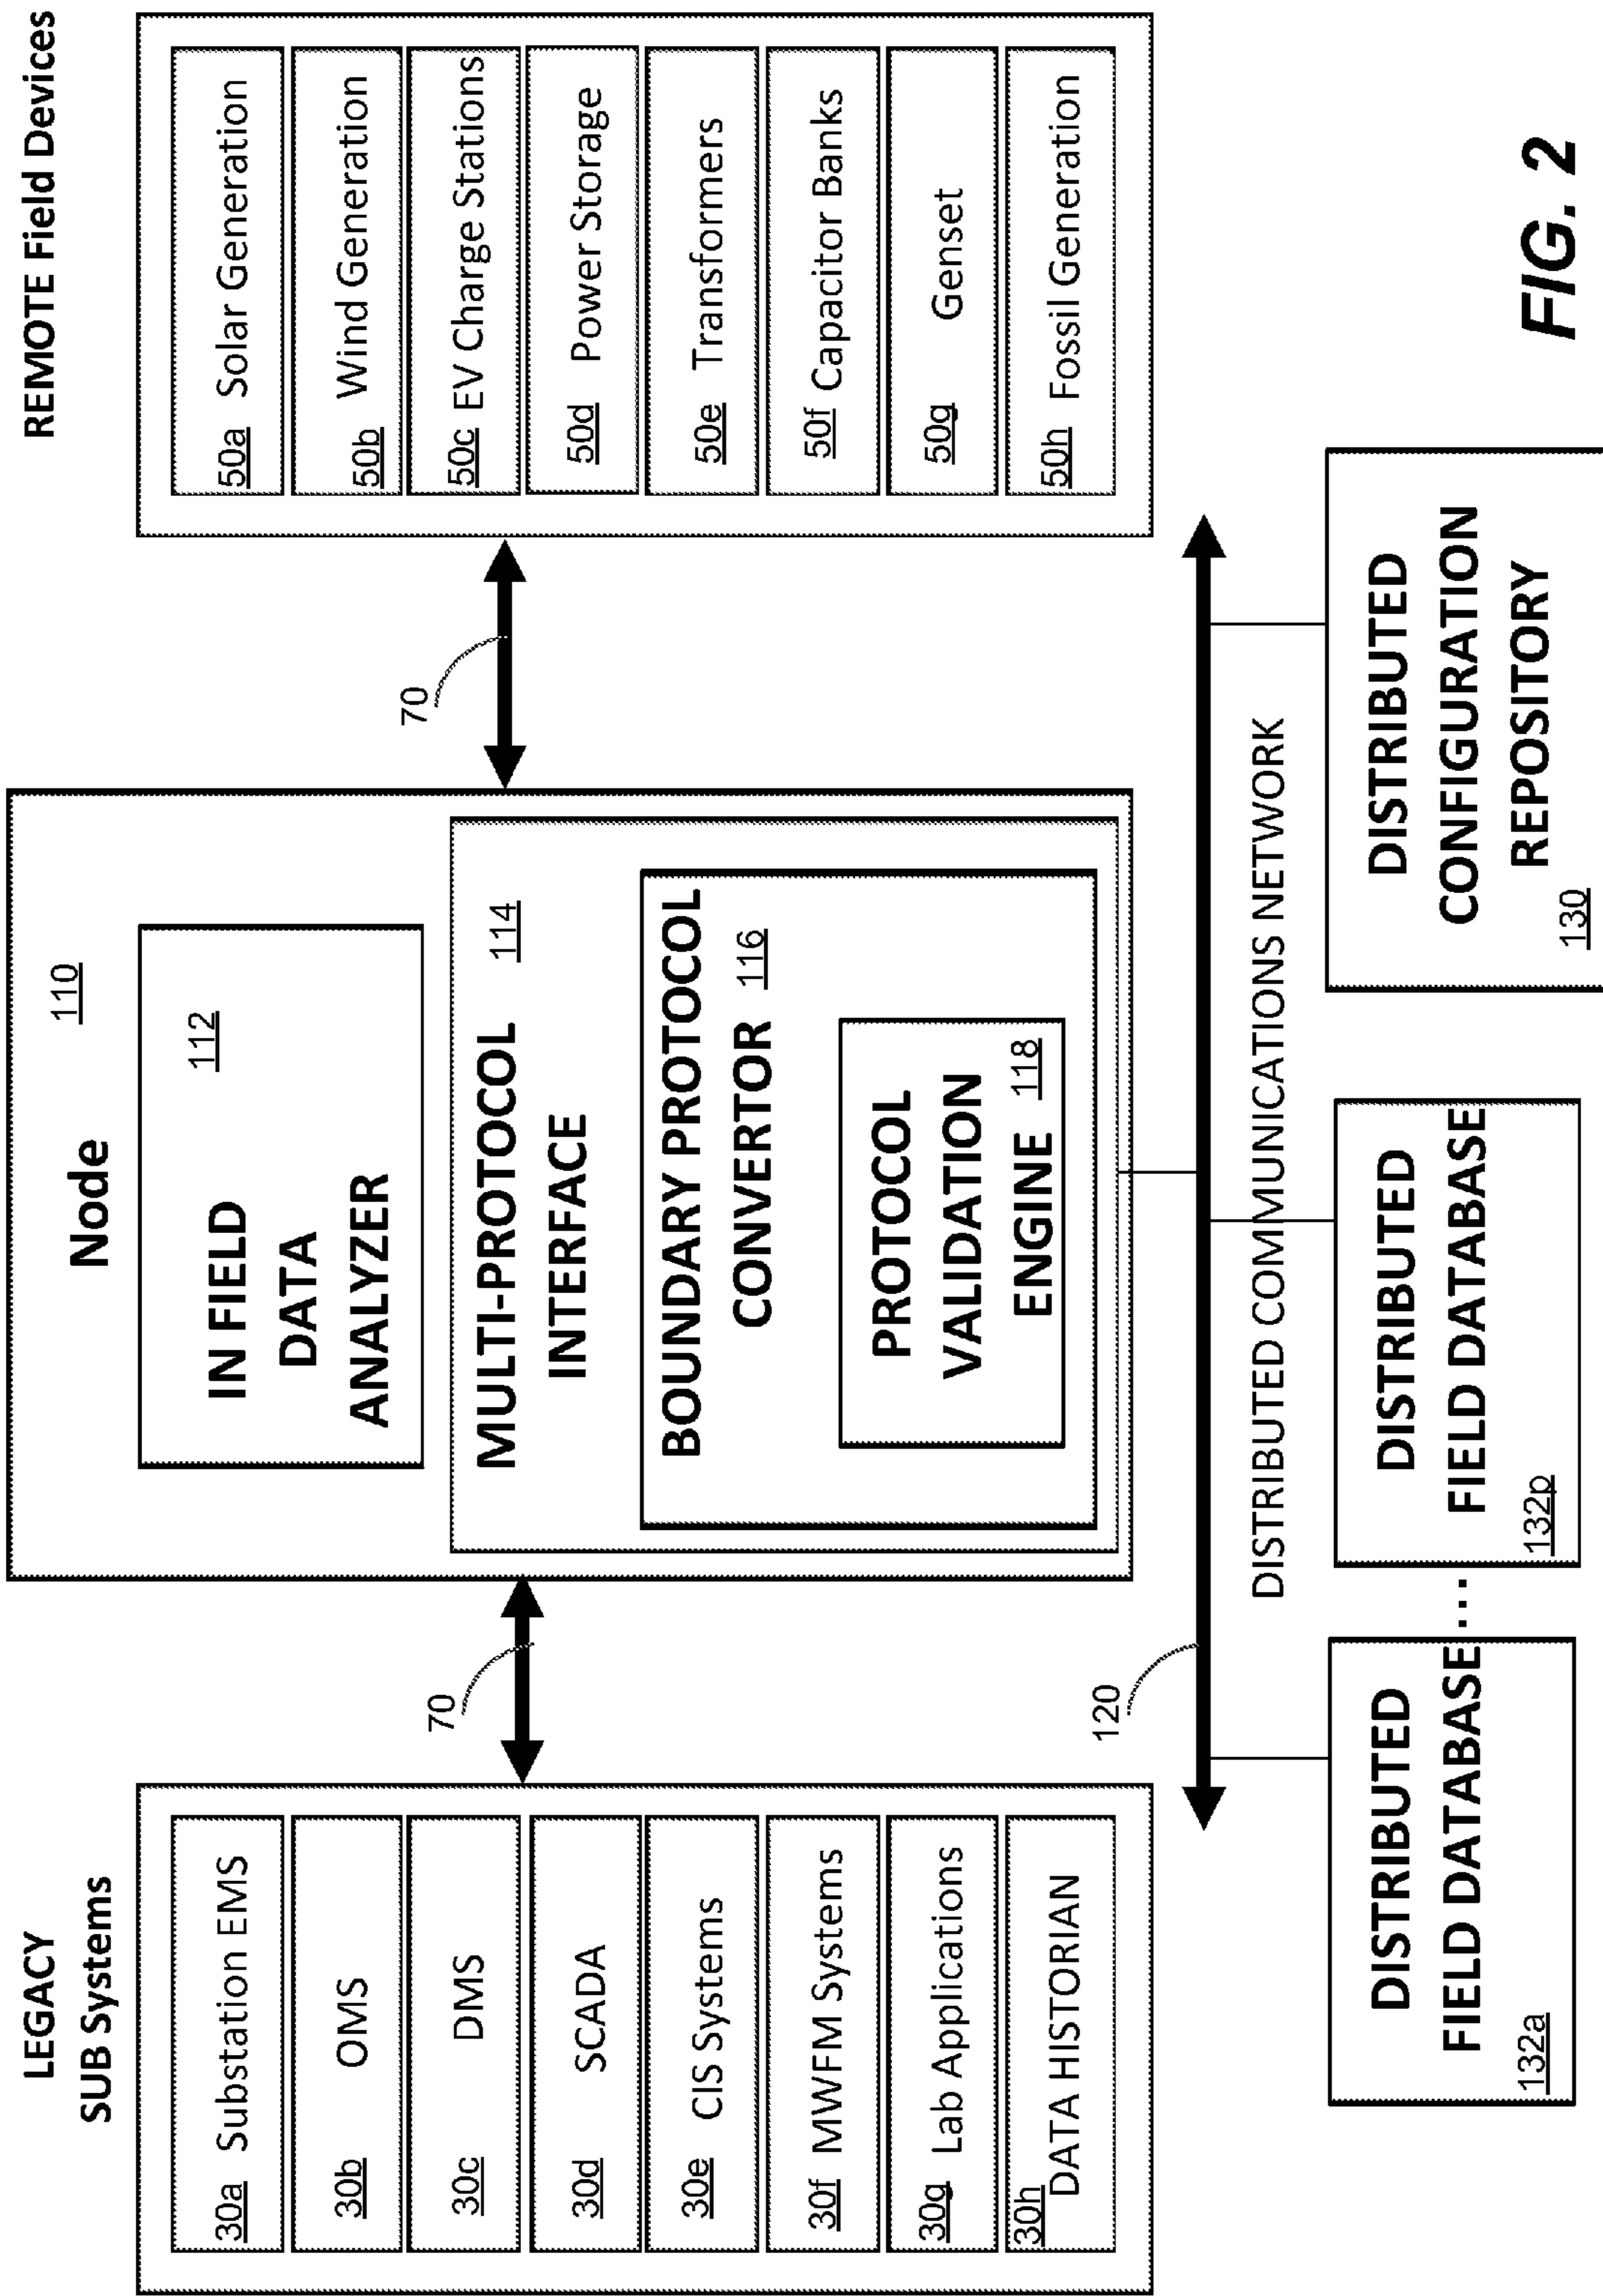 LEGACY
SUB Systems
30a Substation EMS
30b OMS
30c DMS
30d SCADA
30e CIS Systems
30f MWFM Systems
30g Lab Applications
30h
DATA HISTORIAN
70
Node
110
IN FIELD
DATA
ANALYZER
112
MULTI-PROTOCOL
INTERFACE
114
BOUNDARY PROTOCOL
CONVERTOR 116
PROTOCOL
VALIDATION
ENGINE 118
70
REMOTE Field Devices
50a Solar Generation
50b Wind Generation
50c EV Charge Stations
50d Power Storage
50e Transformers
50f Capacitor Banks
50g Genset
50h Fossil Generation
120
DISTRIBUTED COMMUNICATIONS NETWORK
DISTRIBUTED
FIELD DATABASE
132a
...
DISTRIBUTED
FIELD DATABASE
132p
DISTRIBUTED
CONFIGURATION
REPOSITORY
130
FIG. 2